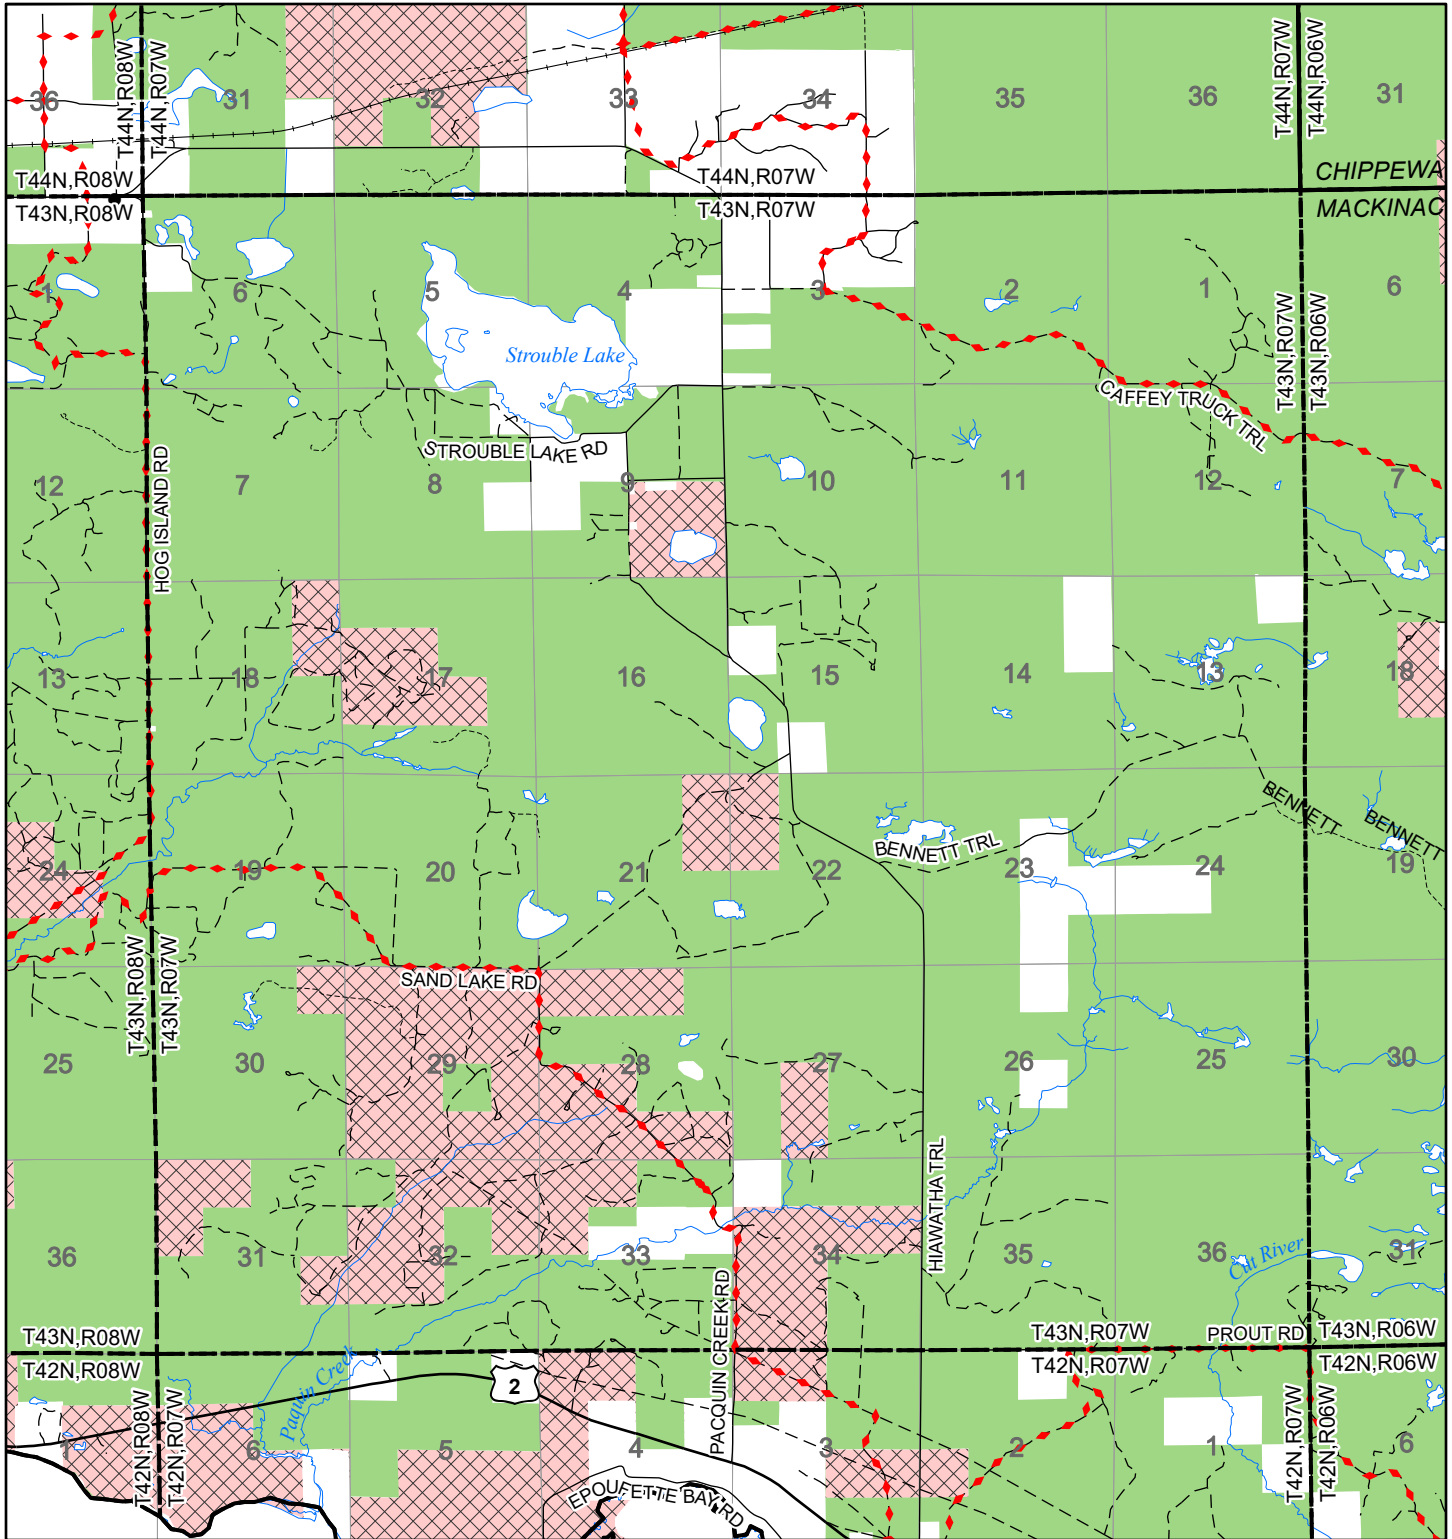 T44N,R08W
T44N,R07W
T44N,R07W
T44N,R06W
36
31
32
33
34
35
36
31
T44N,R08W
T44N,R07W
CHIPPEWA
T43N,R08W
T43N,R07W
MACKINAC
1
6
5
4
3
2
1
6
Strouble Lake
T43N,R07W
T43N,R06W
CAFFEY TRUCK TRL
STROUBLE LAKE RD
HOG ISLAND RD
12
7
8
9
10
11
12
7
13
18
17
16
15
14
13
18
BENNETT
BENNETT
BENNETT TRL
24
19
20
21
22
23
24
19
T43N,R08W
T43N,R07W
SAND LAKE RD
25
30
29
28
27
26
25
30
HIAWATHA TRL
36
31
32
33
34
35
36
31
Cut River
PACQUIN CREEK RD
T43N,R08W
T43N,R07W
PROUT RD
T43N,R06W
T42N,R08W
T42N,R07W
T42N,R06W
Paquin Creek
2
T42N,R08W
T42N,R07W
T42N,R07W
T42N,R06W
1
6
5
4
3
2
1
6
EPOUFETTE BAY RD